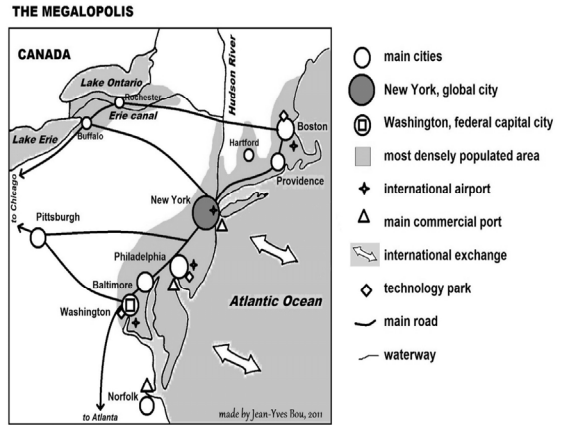 THE MEGALOPOLIS
CANADA
Lake Ontario
Rochester
Erie canal
Hudson River
Lake Erie
Buffalo
Boston
Hartford
Providence
to Chicago
New York
Pittsburgh
Philadelphia
Baltimore
Washington
Atlantic Ocean
Norfolk
to Atlanta
made by Jean-Yves Bou, 2011
main cities
New York, global city
Washington, federal capital city
most densely populated area
international airport
main commercial port
international exchange
technology park
main road
waterway